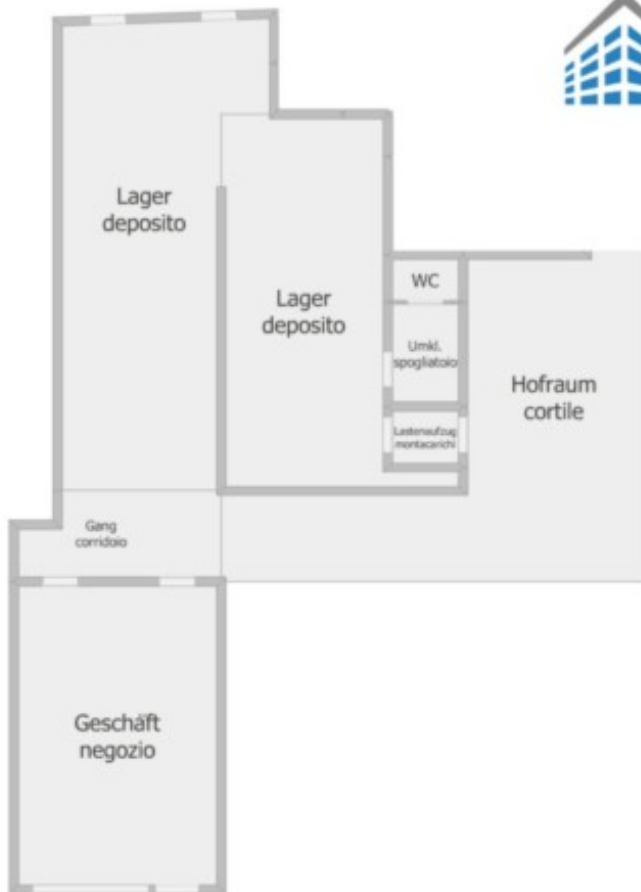 Lager
deposito
Lager
deposito
WC
Umkl.
spogliatoio
Hofraum
cortile
Lastenaufzug
montacarichi
Gang
corridoio
Geschäft
negozio